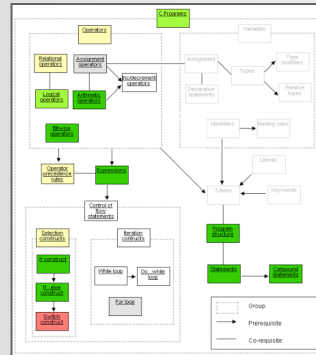 C Programs
Operators
Variables
Relational
operators
Assignment
operators
Inc/decrement
operators
Logical
operators
Arithmetic
operators
Bitwise
operators
Assignment
Declaration
statements
Types
Type
modifiers
Primitive
types
Identifiers
Naming rules
Literals
Tokens
Keywords
Operator
precedence rules
Expressions
Control of
flow
statements
Selection
constructs
If construct
If...else
construct
Switch
construct
Iteration
contructs
While loop
Do...while
loop
For loop
Program
structure
Statements
Compound
statements
Group
Prerequisite
Co-requisite